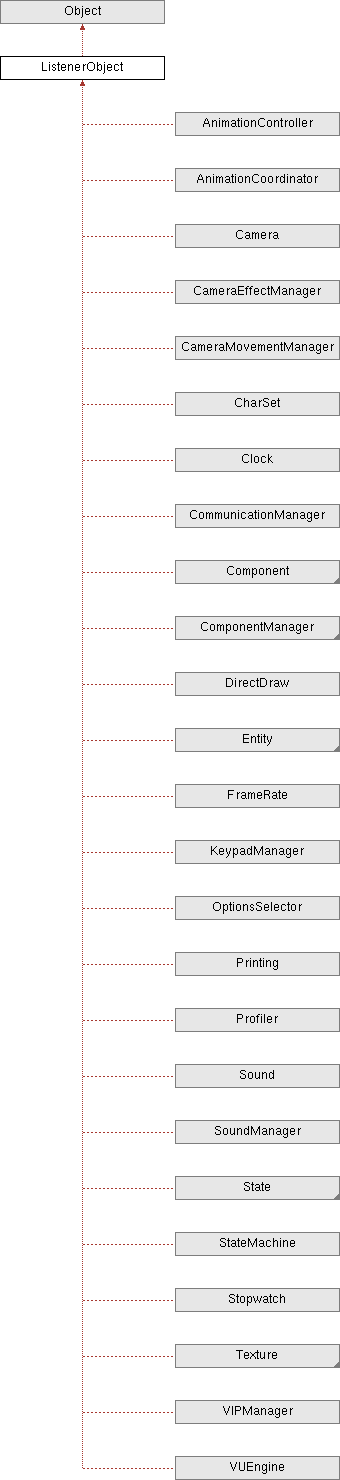 Object
ListenerObject
AnimationController
AnimationCoordinator
Camera
CameraEffectManager
CameraMovementManager
CharSet
Clock
CommunicationManager
Component
ComponentManager
DirectDraw
Entity
FrameRate
KeypadManager
OptionsSelector
Printing
Profiler
Sound
SoundManager
State
StateMachine
Stopwatch
Texture
VIPManager
VUEngine